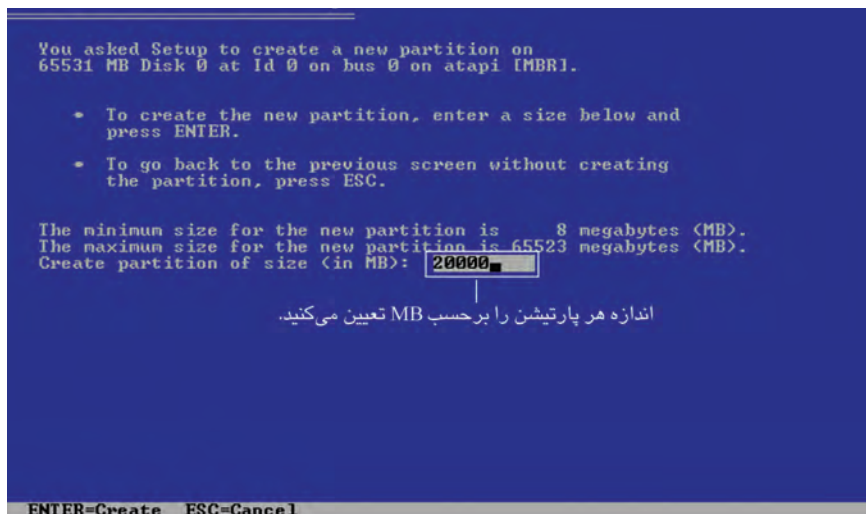 You asked Setup to create a new partition on
65531 MB Disk 0 at Id 0 on bus 0 on atapi [MBR].
• To create the new partition, enter a size below and
press ENTER.
• To go back to the previous screen without creating
the partition, press ESC.
The minimum size for the new partition is 8 megabytes (MB).
The maximum size for the new partition is 65523 megabytes (MB).
Create partition of size (in MB): 20000
اندازه هر پارتیشن را برحسب MB تعیین می‌کنید.
ENTER=Create ESC=Cancel